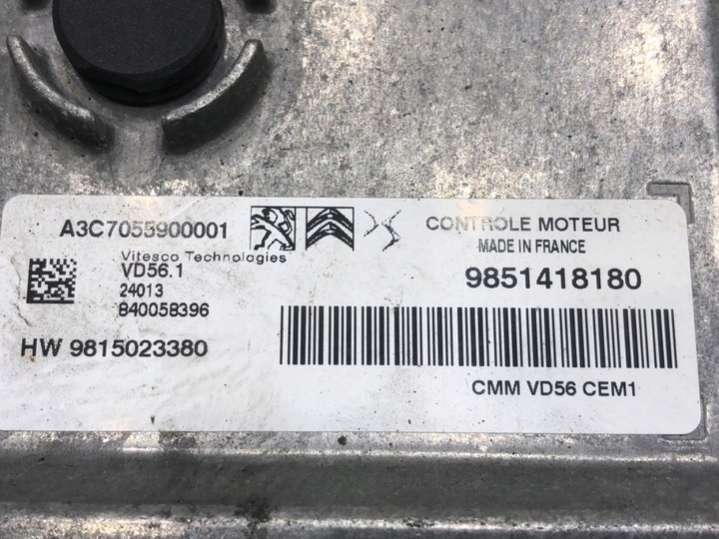 A3C7055900001
Vitesco Technologies
VD56.1
24013
840058396
HW 9815023380
CONTROLE MOTEUR
MADE IN FRANCE
9851418180
CMM VD56 CEM1